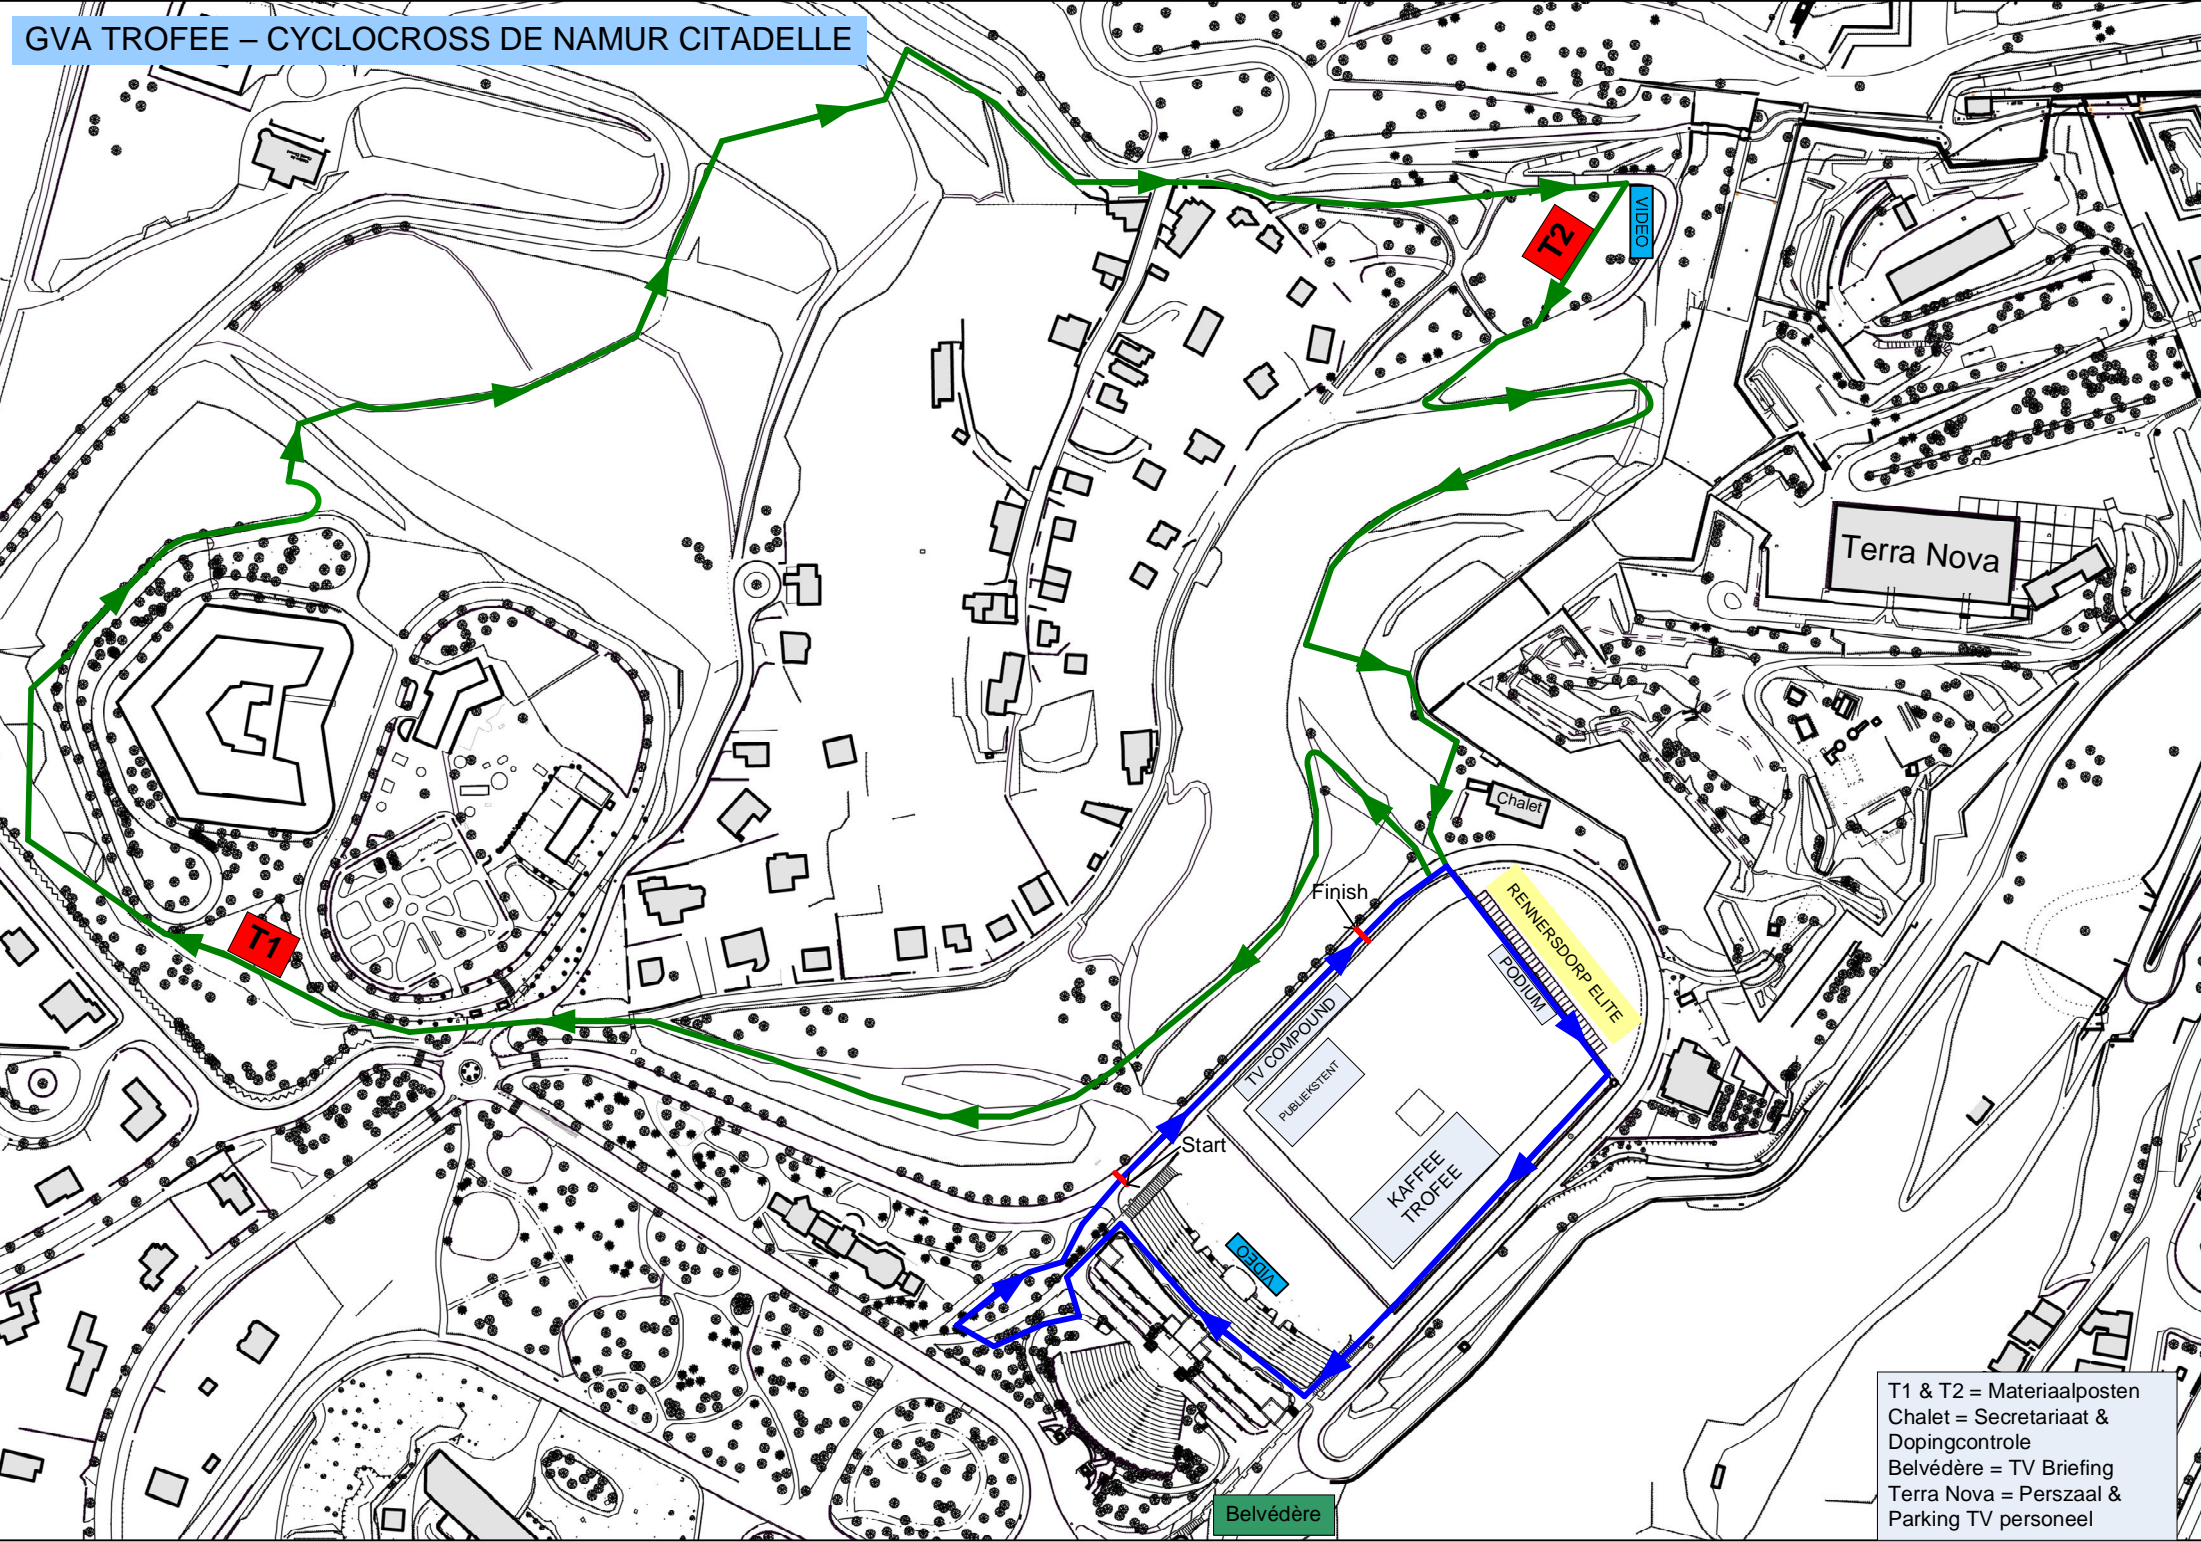 GVA TROFEE – CYCLOCROSS DE NAMUR CITADELLE
VIDEO
T2
Terra Nova
Chalet
Finish
RENNERSDORP ELITE
PODIUM
T1
TV COMPOUND
PUBLIEKSTENT
Start
KAFFEE
TROFEE
VIDEO
Belvédère
T1 & T2 = Materiaalposten
Chalet = Secretariaat &
Dopingcontrole
Belvédère = TV Briefing
Terra Nova = Perszaal &
Parking TV personeel